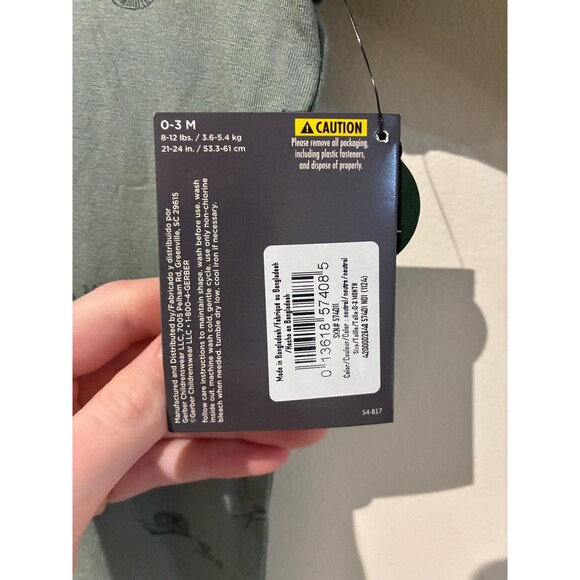 0-3 M
8-12 lbs. / 3.6-5.4 kg
21-24 in. / 53.3-61 cm
CAUTION
Please remove all packaging,
including plastic fasteners,
and dispose of properly.
Manufactured and Distributed by/Fabricado y distribuido por
Gerber Childrenswear LLC, 7005 Pelham Rd, Greenville, SC 29615
©Gerber Childrenswear LLC • 1-800-4-GERBER
follow care instructions to maintain shape. wash before use. wash
inside out. machine wash cold, gentle cycle. use only non-chlorine
bleach when needed. tumble dry low. cool iron if necessary.
Made in Bangladesh/Fabriqué au Bangladesh
/Hecho en Bangladesh
0 13618 57408 5
Color/Couleur/Color : neutral/neutre/neutral
Size/Taille/Talla:0-3 MONTH
54-817